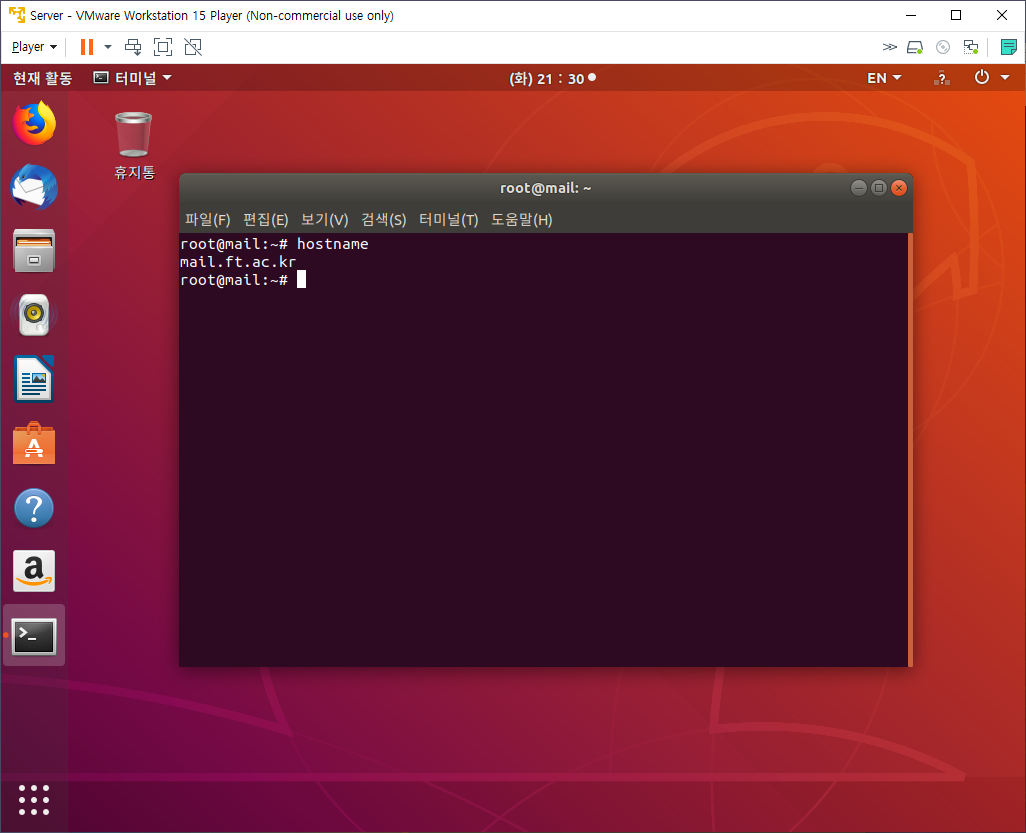 Server - VMware Workstation 15 Player (Non-commercial use only)
Player
현재 활동 터미널 (화) 21 : 30 EN
휴지통
root@mail: ~
파일(F) 편집(E) 보기(V) 검색(S) 터미널(T) 도움말(H)
root@mail:~# hostname
mail.ft.ac.kr
root@mail:~#